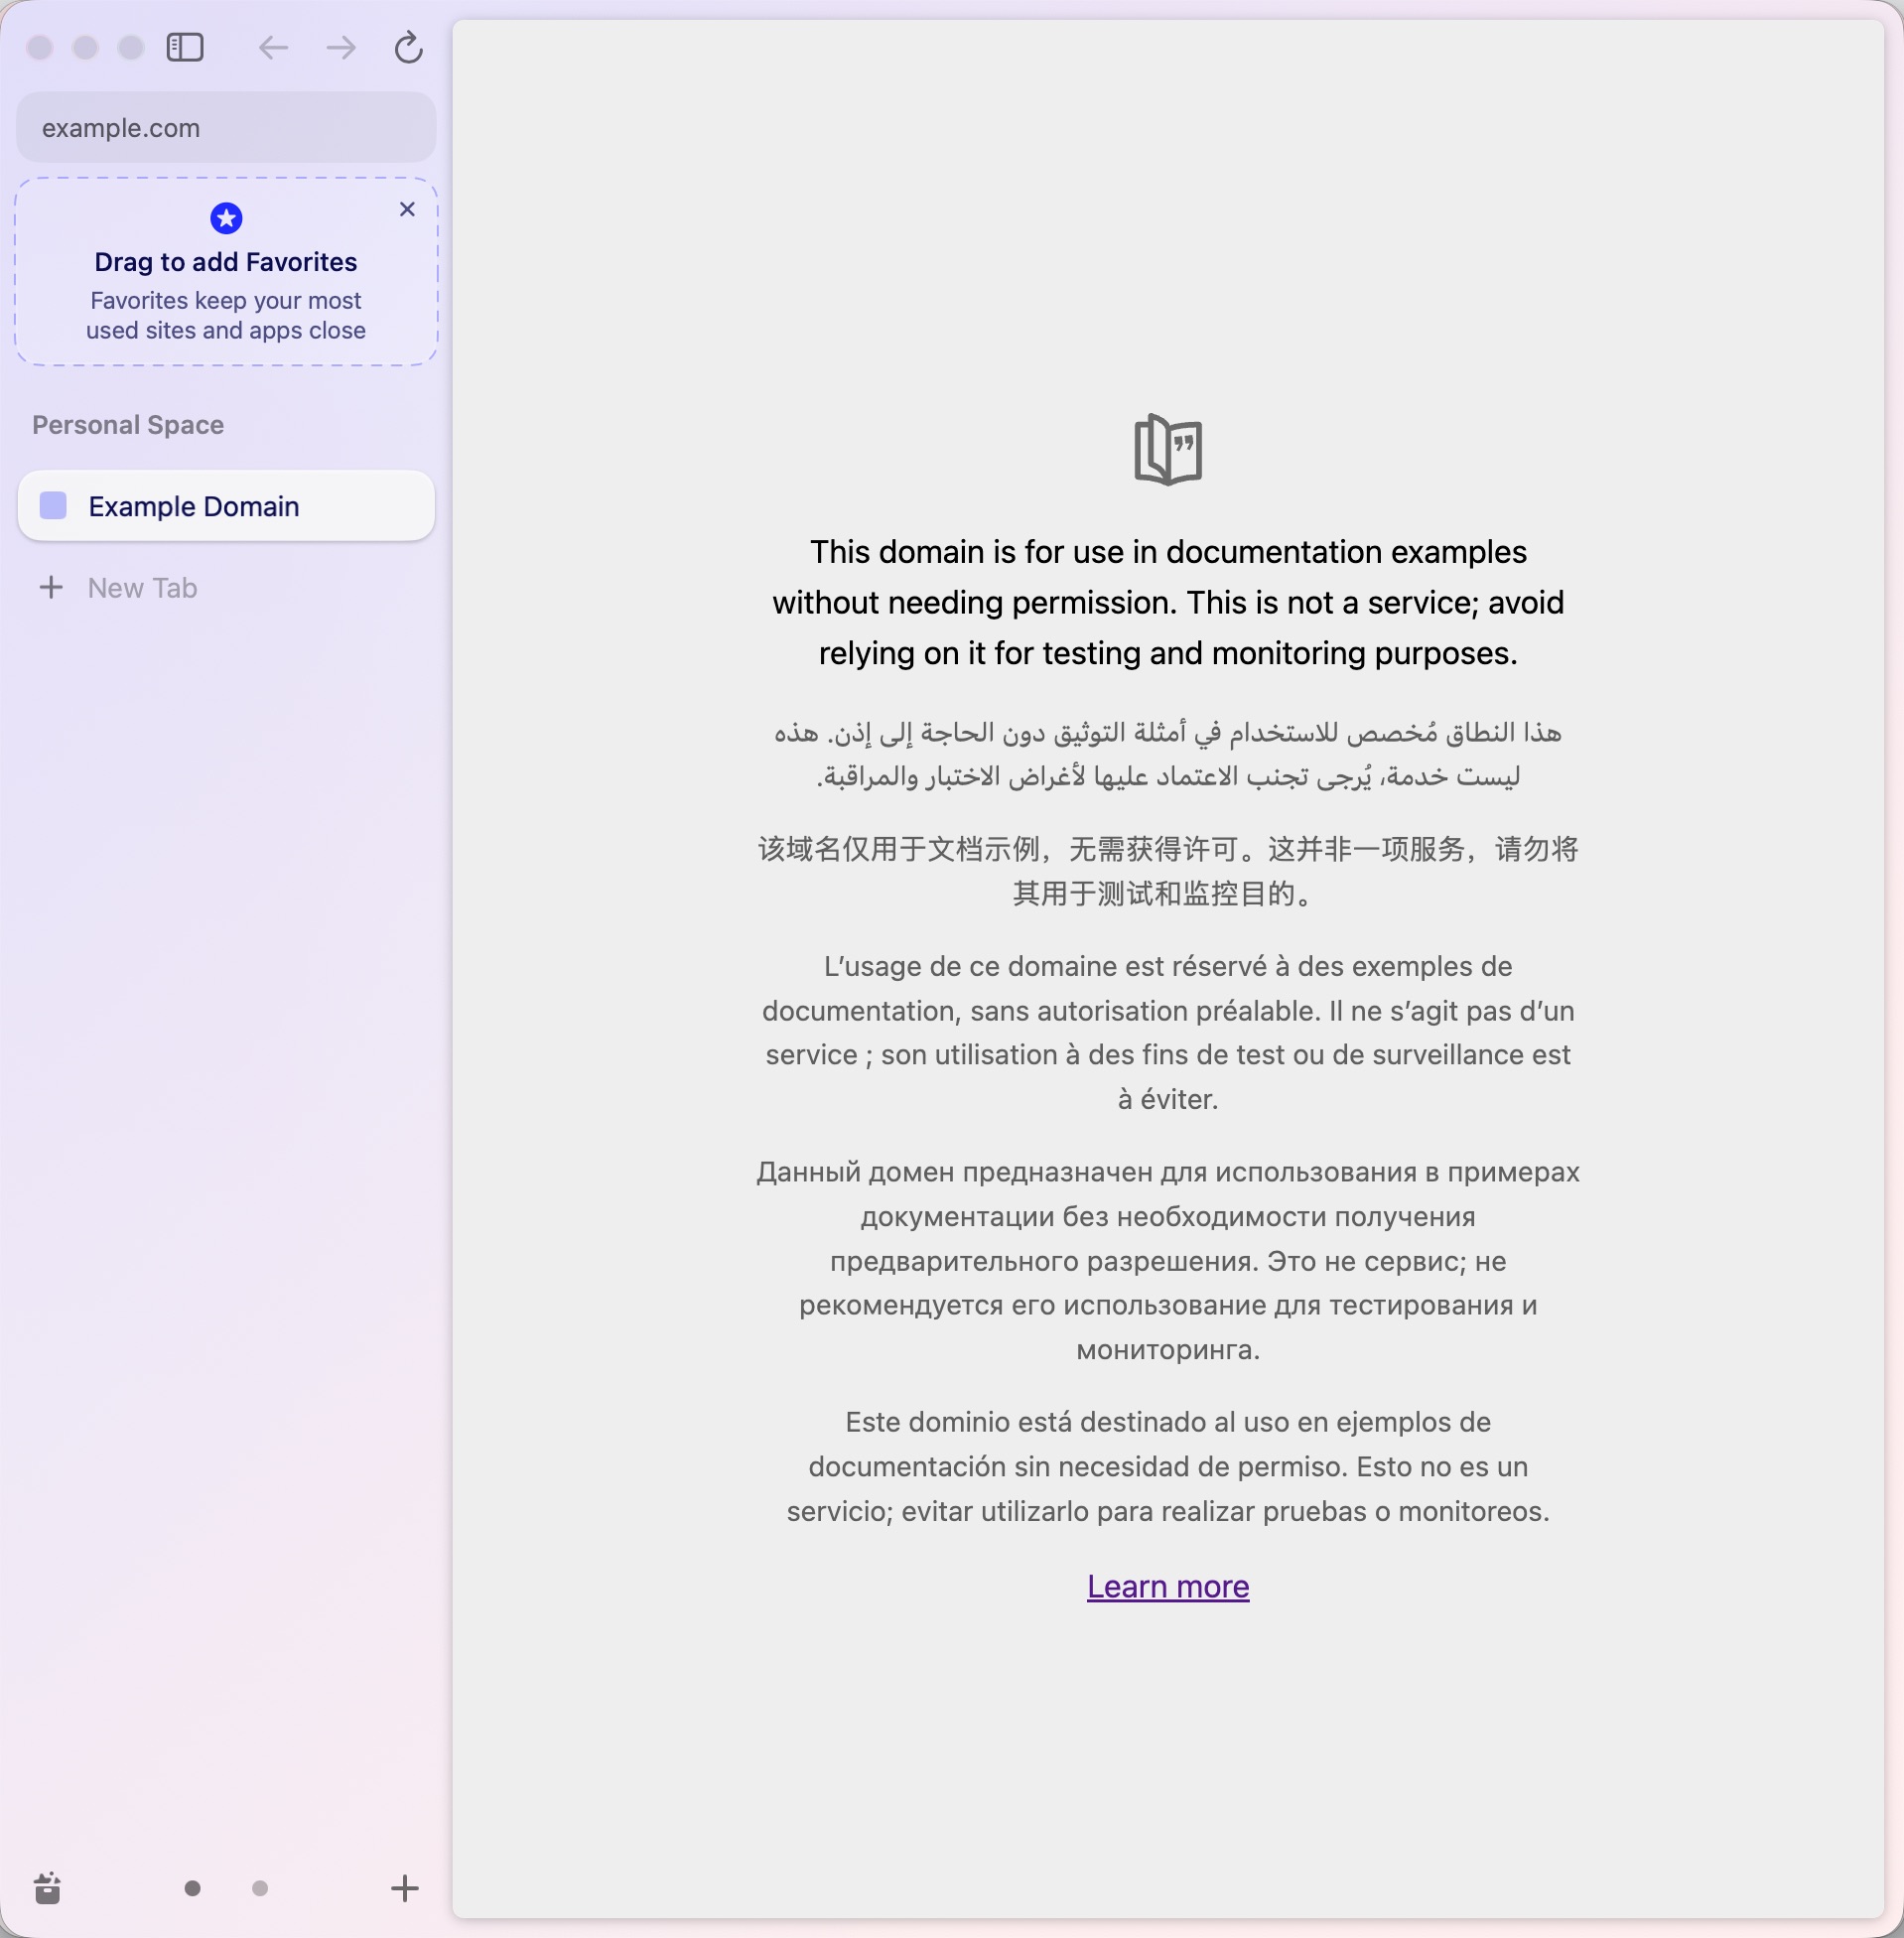 example.com
Drag to add Favorites
Favorites keep your most
used sites and apps close
Personal Space
Example Domain
New Tab
This domain is for use in documentation examples
without needing permission. This is not a service; avoid
relying on it for testing and monitoring purposes.
هذا النطاق مُخصص للاستخدام في أمثلة التوثيق دون الحاجة إلى إذن. هذه
ليست خدمة، يُرجى تجنب الاعتماد عليها لأغراض الاختبار والمراقبة.
该域名仅用于文档示例，无需获得许可。这并非一项服务，请勿将
其用于测试和监控目的。
L’usage de ce domaine est réservé à des exemples de
documentation, sans autorisation préalable. Il ne s’agit pas d’un
service ; son utilisation à des fins de test ou de surveillance est
à éviter.
Данный домен предназначен для использования в примерах
документации без необходимости получения
предварительного разрешения. Это не сервис; не
рекомендуется его использование для тестирования и
мониторинга.
Este dominio está destinado al uso en ejemplos de
documentación sin necesidad de permiso. Esto no es un
servicio; evitar utilizarlo para realizar pruebas o monitoreos.
Learn more